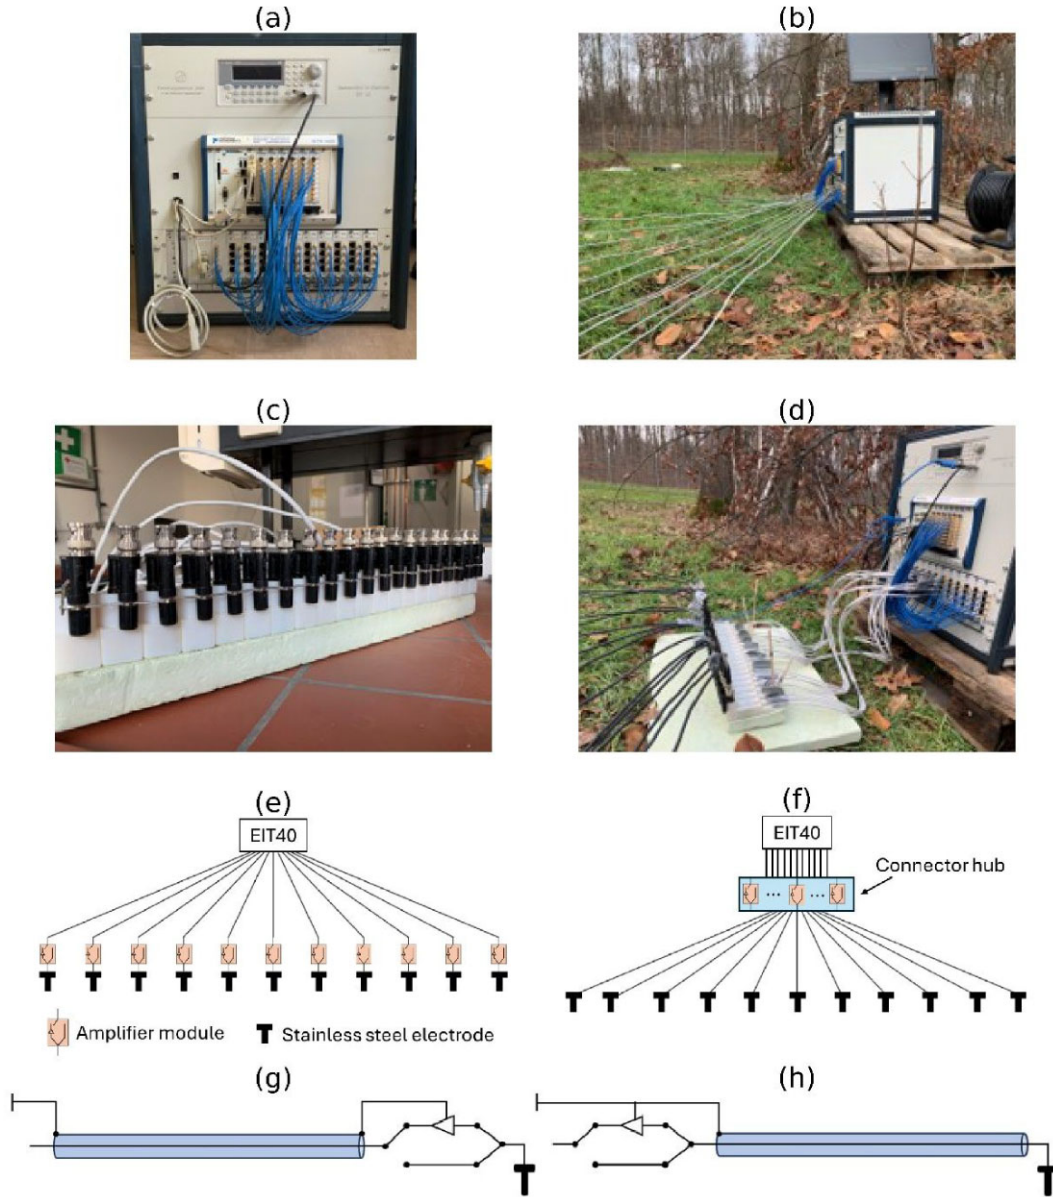 (a)
(b)
(c)
(d)
(e)
(f)
EIT40
EIT40
Connector hub
... ...
Amplifier module
Stainless steel electrode
(g)
(h)